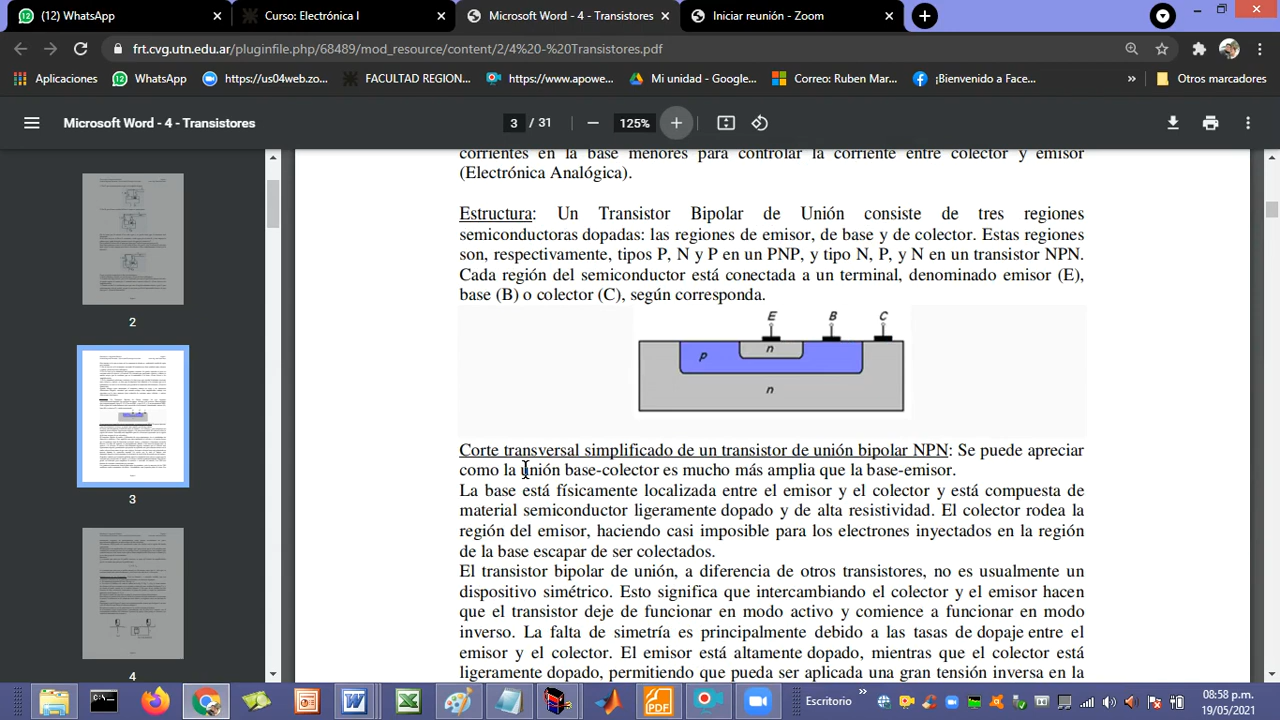 (12) WhatsApp
Curso: Electrónica I
Microsoft Word - 4 - Transistores
Iniciar reunión - Zoom
frt.cvg.utn.edu.ar/pluginfile.php/68489/mod_resource/content/2/4%20-%20Transistores.pdf
Aplicaciones
WhatsApp
https://us04web.zo...
FACULTAD REGION...
https://www.apowe...
Mi unidad - Google...
Correo: Ruben Mar...
¡Bienvenido a Face...
Otros marcadores
Microsoft Word - 4 - Transistores
3 / 31
125%
corrientes en la base menores para controlar la corriente entre colector y emisor
(Electrónica Analógica).
Estructura: Un Transistor Bipolar de Unión consiste de tres regiones
semiconductoras dopadas: las regiones de emisor, de base y de colector. Estas regiones
son, respectivamente, tipos P, N y P en un PNP, y tipo N, P, y N en un transistor NPN.
Cada región del semiconductor está conectada a un terminal, denominado emisor (E),
base (B) o colector (C), según corresponda.
E B C
p n
n
Corte transversal simplificado de un transistor de unión bipolar NPN: Se puede apreciar
como la unión base-colector es mucho más amplia que la base-emisor.
La base está físicamente localizada entre el emisor y el colector y está compuesta de
material semiconductor ligeramente dopado y de alta resistividad. El colector rodea la
región del emisor, haciendo casi imposible para los electrones inyectados en la región
de la base escapar de ser colectados.
El transistor bipolar de unión, a diferencia de otros transistores, no es usualmente un
dispositivo simétrico. Esto significa que intercambiando el colector y el emisor hacen
que el transistor deje de funcionar en modo activo y comience a funcionar en modo
inverso. La falta de simetría es principalmente debido a las tasas de dopaje entre el
emisor y el colector. El emisor está altamente dopado, mientras que el colector está
ligeramente dopado, permitiendo que pueda ser aplicada una gran tensión inversa en la
2
3
4
Escritorio
08:58 p.m.
19/05/2021